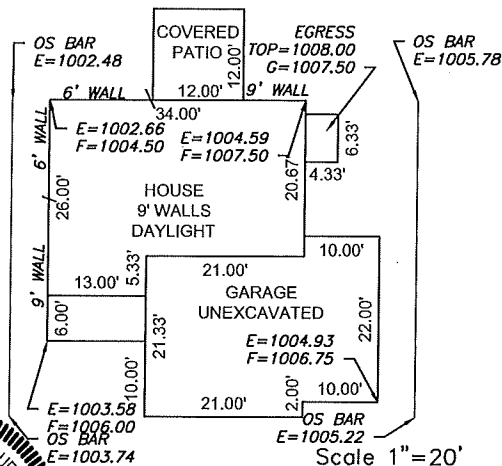 COVERED
PATIO
12.00'
12.00'
EGRESS
TOP=1008.00
G=1007.50
OS BAR
E=1002.48
OS BAR
E=1005.78
6' WALL
9' WALL
34.00'
6' WALL
E=1002.66
F=1004.50
E=1004.59
F=1007.50
6.33'
4.33'
26.00'
20.67'
HOUSE
9' WALLS
DAYLIGHT
9' WALL
13.00'
5.33'
21.00'
10.00'
6.00'
21.33'
GARAGE
UNEXCAVATED
22.00'
E=1004.93
F=1006.75
10.00'
21.00'
2.00'
10.00'
E=1003.58
F=1006.00
OS BAR
E=1003.74
OS BAR
E=1005.22
Scale 1"=20'